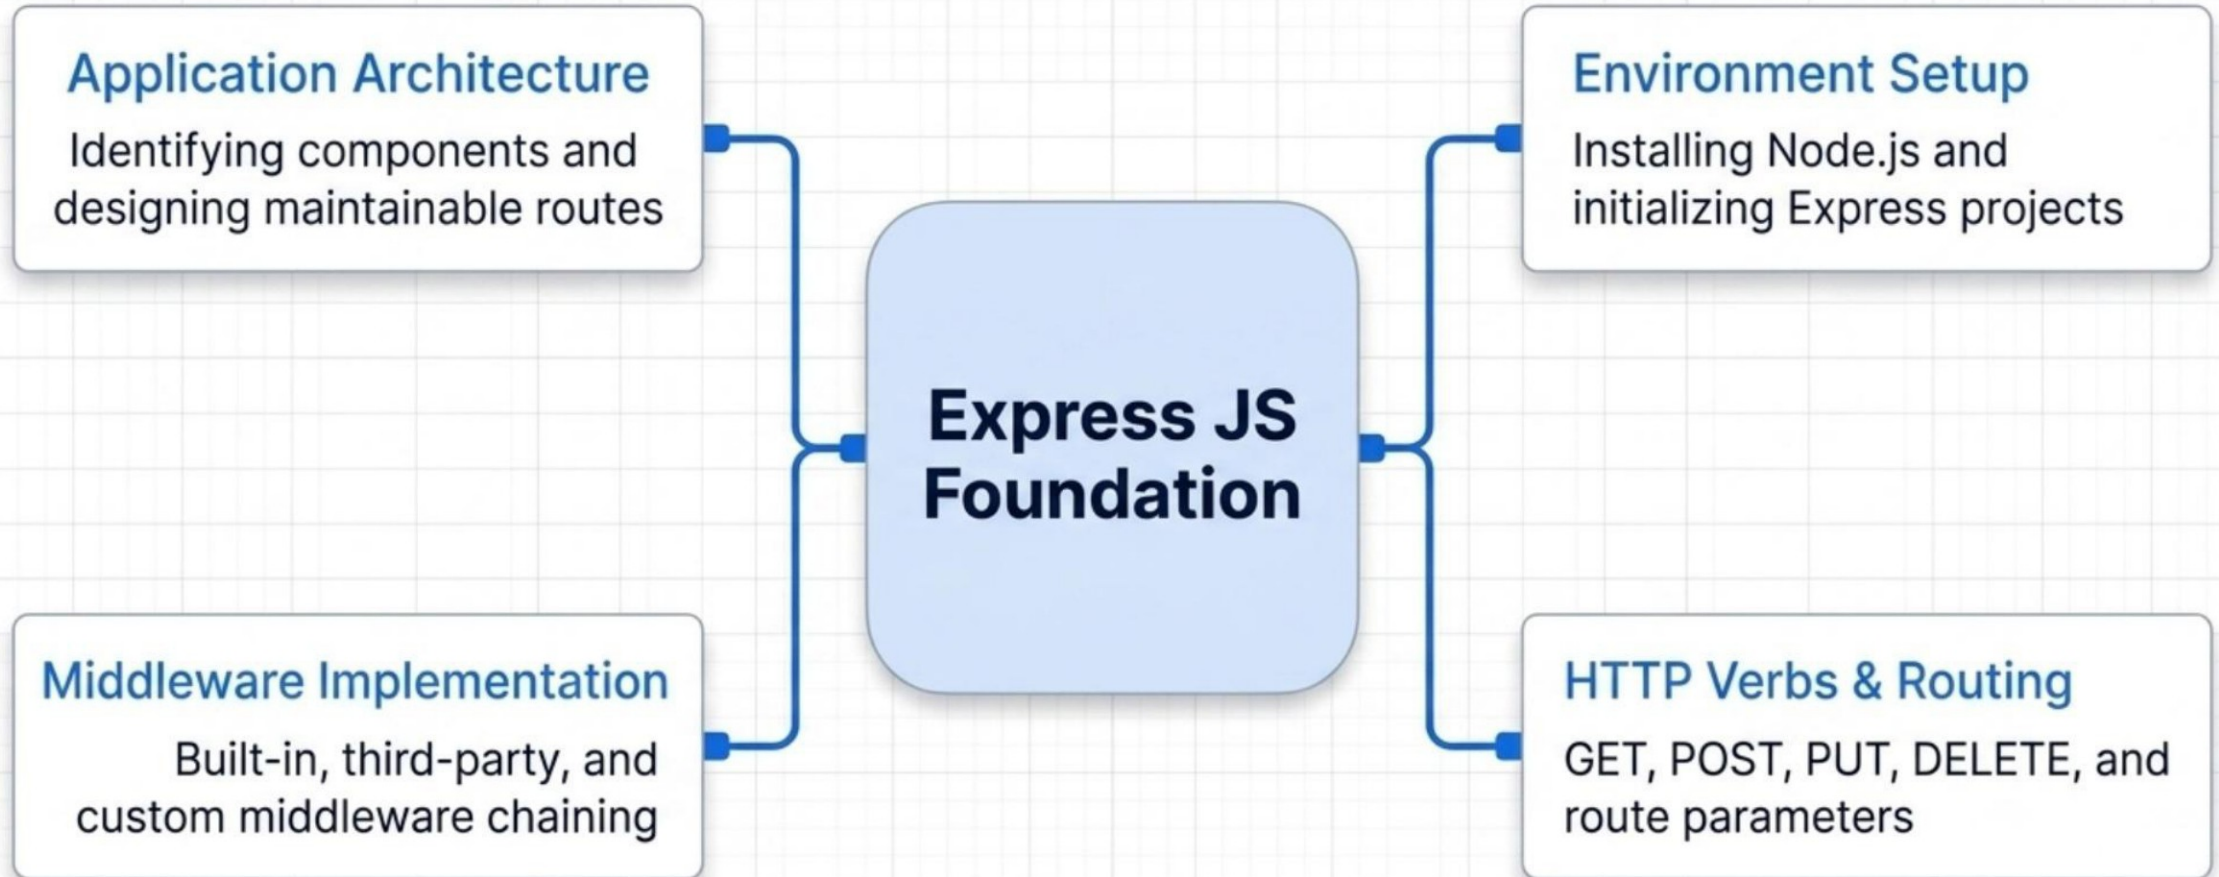 Application Architecture
Identifying components and
designing maintainable routes
Environment Setup
Installing Node.js and
initializing Express projects
Express JS
Foundation
Middleware Implementation
Built-in, third-party, and
custom middleware chaining
HTTP Verbs & Routing
GET, POST, PUT, DELETE, and
route parameters